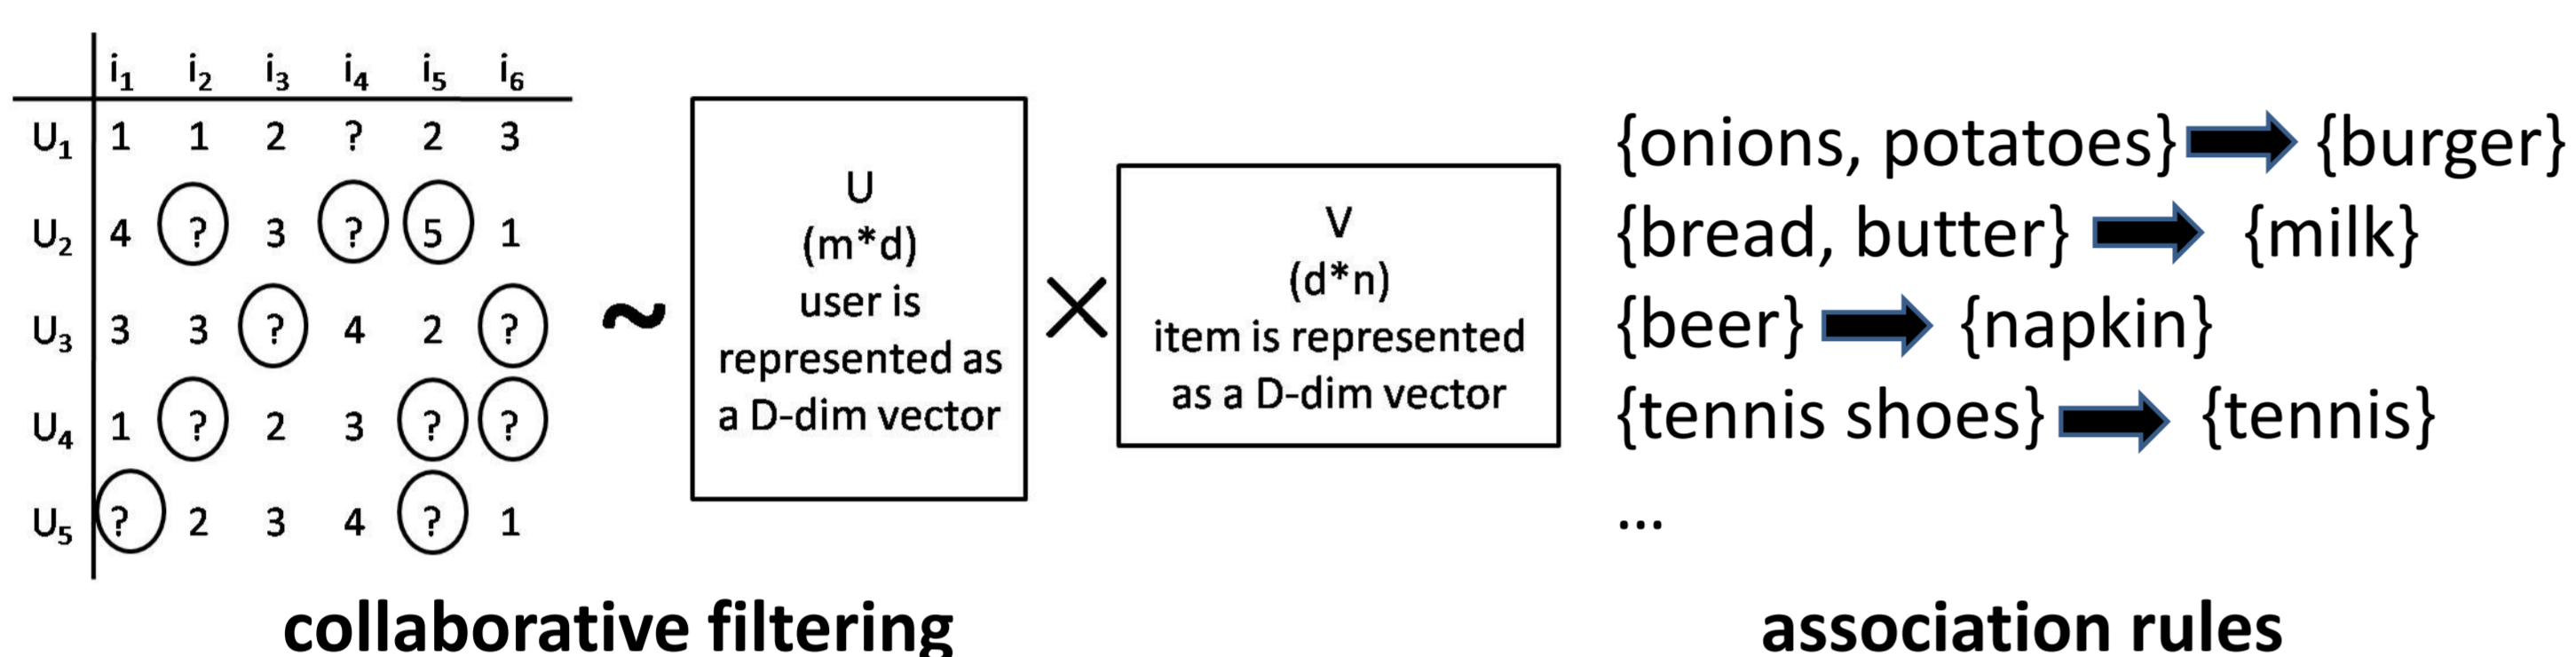 i1 i2 i3 i4 i5 i6
U1 1 1 2 ? 2 3
U2 4 ? 3 ? 5 1
U3 3 3 ? 4 2 ?
U4 1 ? 2 3 ? ?
U5 ? 2 3 4 ? 1
~
U
(m*d)
user is
represented as
a D-dim vector
×
V
(d*n)
item is represented
as a D-dim vector
collaborative filtering
{onions, potatoes} {burger}
{bread, butter} {milk}
{beer} {napkin}
{tennis shoes} {tennis}
...
association rules